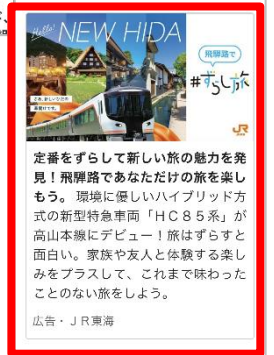 Hello!
NEW HIDA
飛騨路で
#ずらし旅
JR
定番をずらして新しい旅の魅力を発
見！飛騨路であなただけの旅を楽し
もう。環境に優しいハイブリッド方
式の新型特急車両「ＨＣ８５系」が
高山本線にデビュー！旅はずらすと
面白い。家族や友人と体験する楽し
みをプラスして、これまで味わった
ことのない旅をしよう。
広告・ＪＲ東海